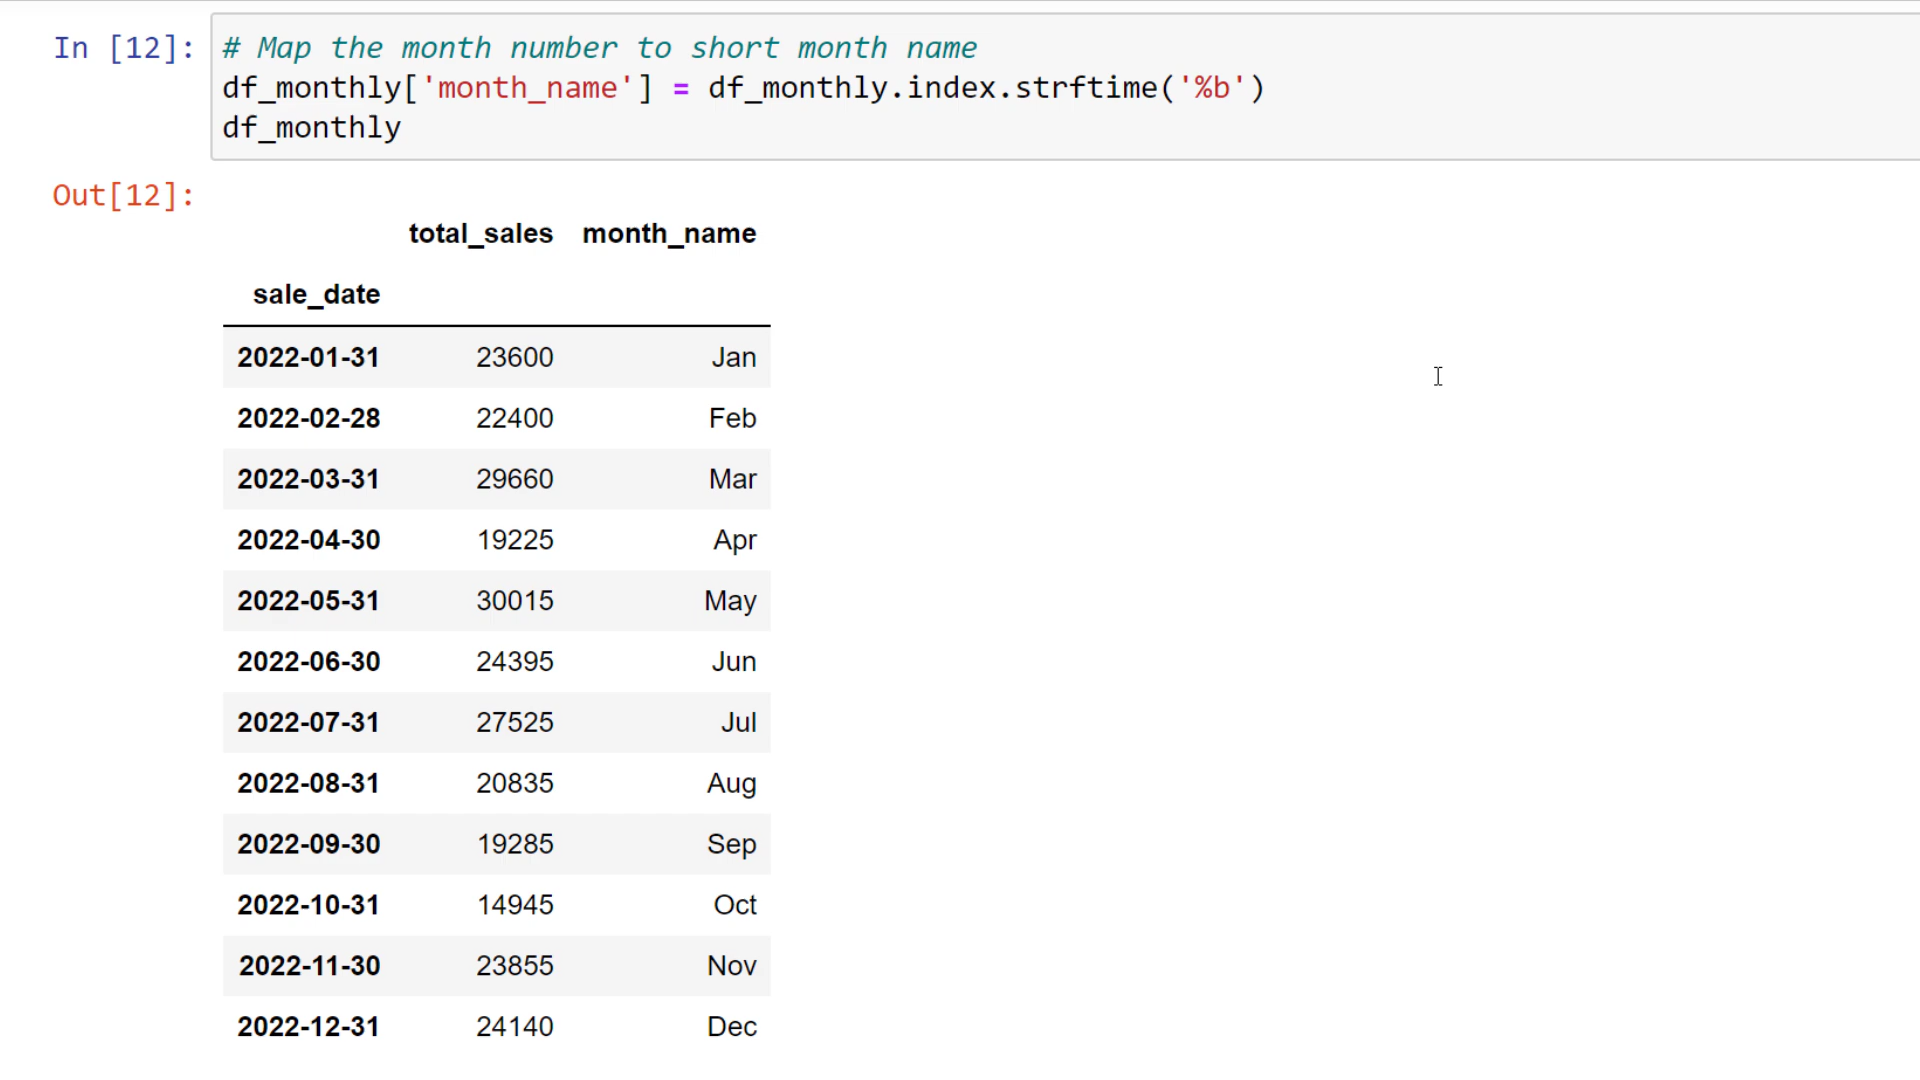 In [12]: # Map the month number to short month name
df_monthly['month_name'] = df_monthly.index.strftime('%b')
df_monthly
Out[12]:
total_sales month_name
sale_date
2022-01-31 23600 Jan
2022-02-28 22400 Feb
2022-03-31 29660 Mar
2022-04-30 19225 Apr
2022-05-31 30015 May
2022-06-30 24395 Jun
2022-07-31 27525 Jul
2022-08-31 20835 Aug
2022-09-30 19285 Sep
2022-10-31 14945 Oct
2022-11-30 23855 Nov
2022-12-31 24140 Dec